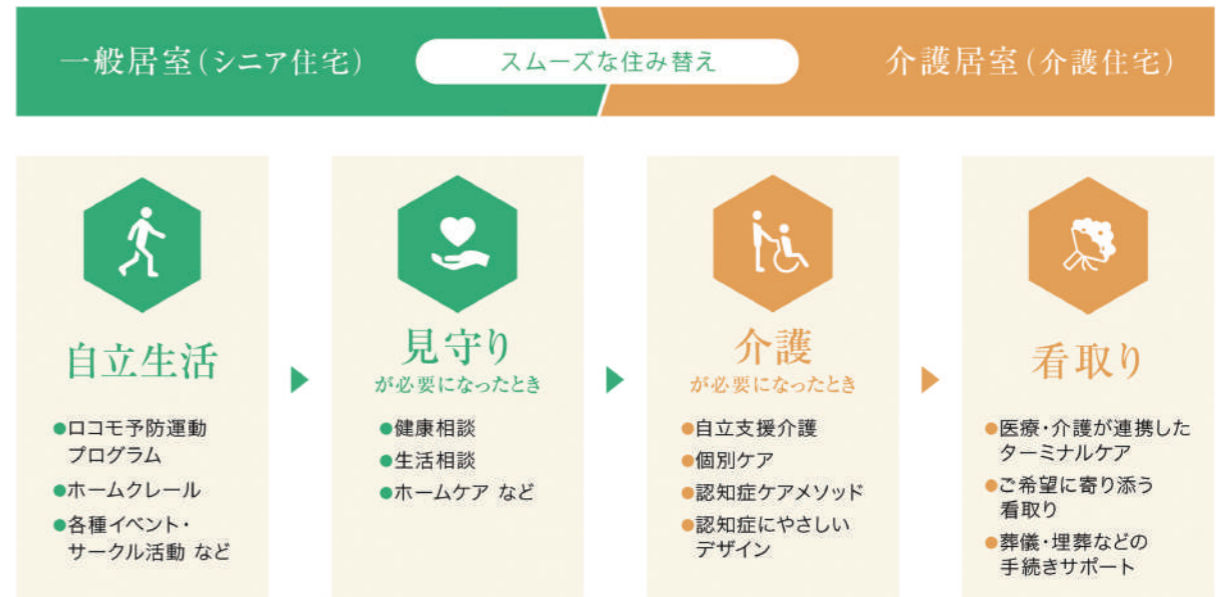 一般居室(シニア住宅)
スムーズな住み替え
介護居室(介護住宅)
自立生活
●ロコモ予防運動
プログラム
●ホームクレール
●各種イベント・
サークル活動 など
見守り
が必要になったとき
●健康相談
●生活相談
●ホームケア など
介護
が必要になったとき
●自立支援介護
●個別ケア
●認知症ケアメソッド
●認知症にやさしい
デザイン
看取り
●医療・介護が連携した
ターミナルケア
●ご希望に寄り添う
看取り
●葬儀・埋葬などの
手続きサポート